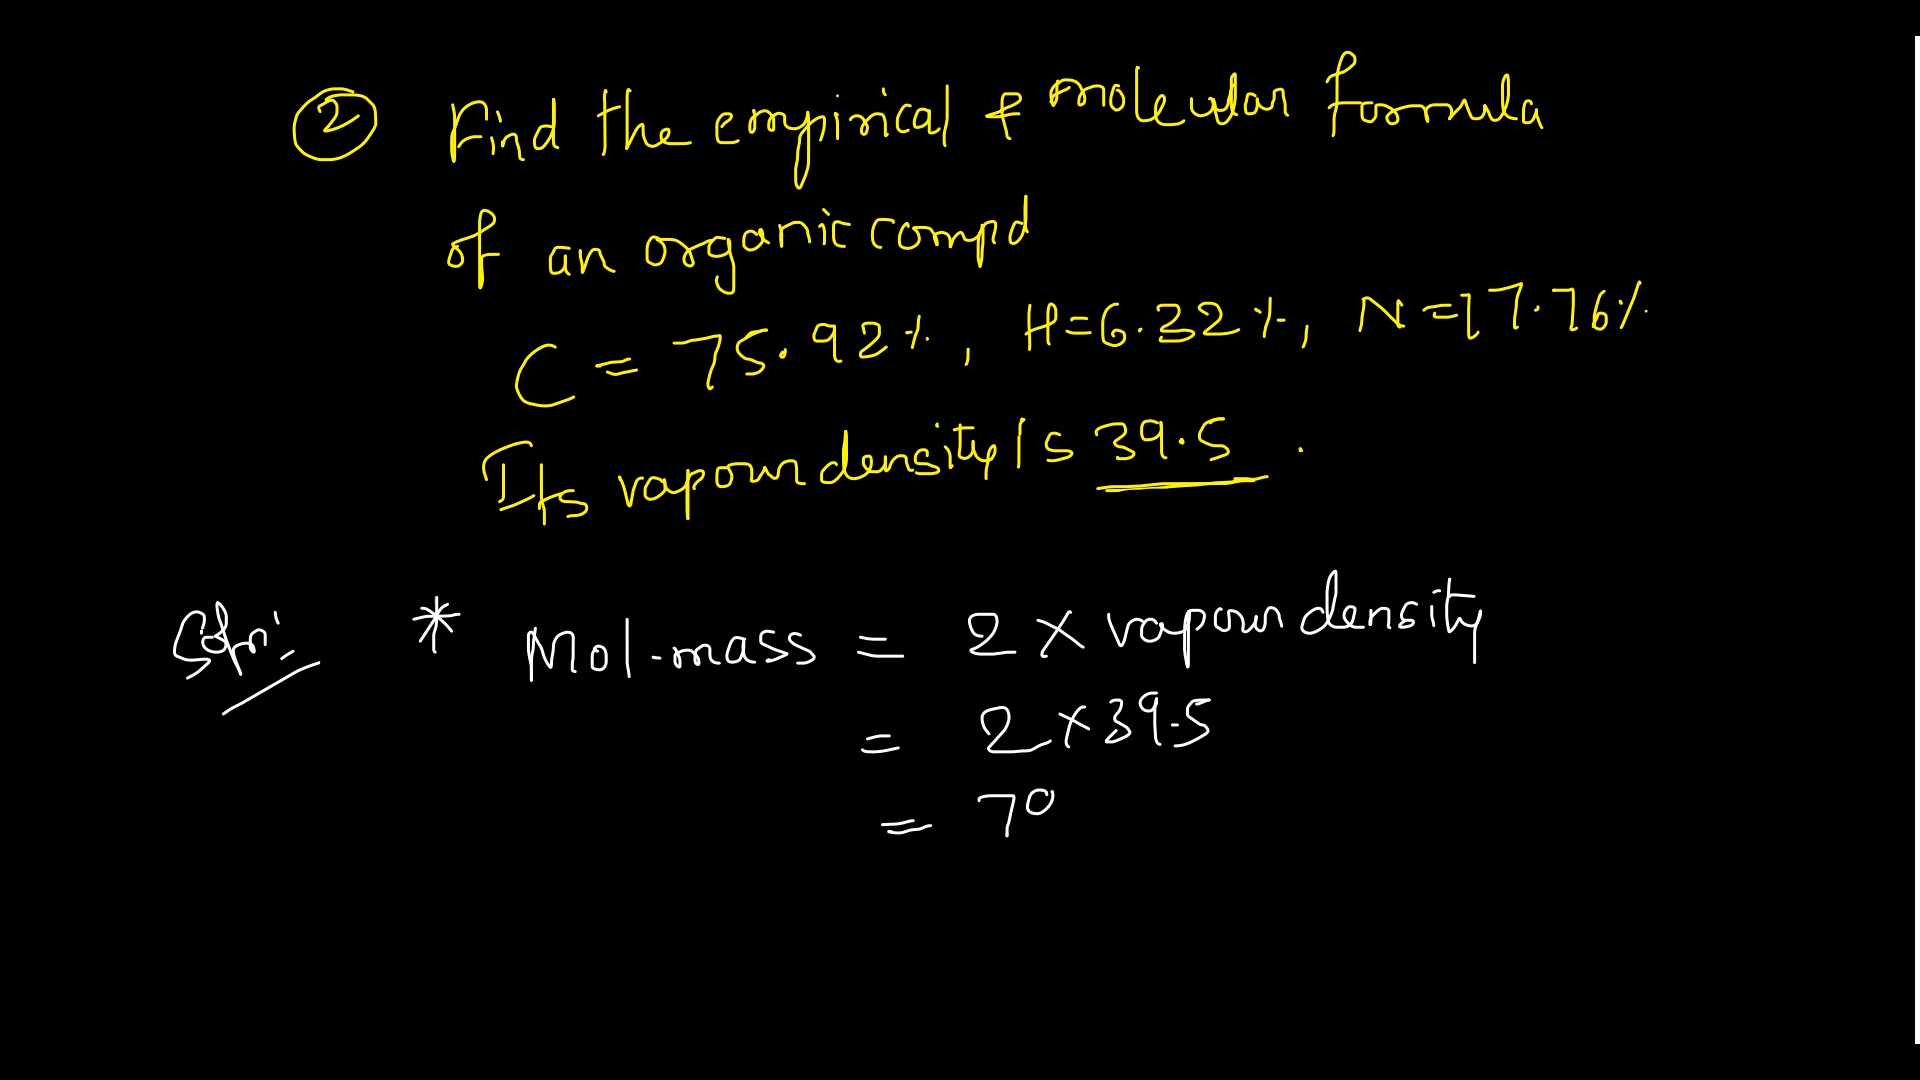 ② Find the empirical & molecular formula
of an organic compd
C = 75.92%, H=6.32%, N=17.76%
Its vapour density is 39.5.
Soln:- * Mol-mass = 2 × vapour density
= 2 × 39.5
= 70